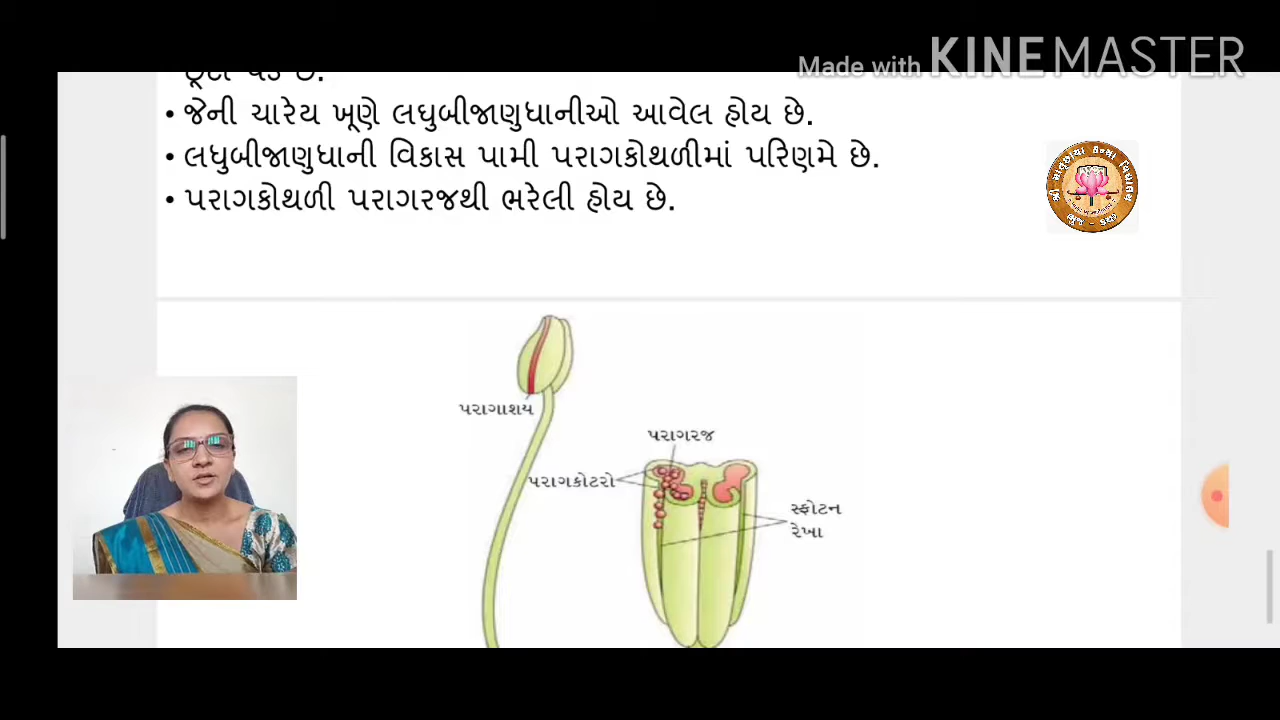 Made with KINEMASTER
છે.
• જેની ચારેય ખૂણે લઘુબીજાણુધાનીઓ આવેલ હોય છે.
• લઘુબીજાણુધાની વિકાસ પામી પરાગકોથળીમાં પરિણમે છે.
• પરાગકોથળી પરાગરજથી ભરેલી હોય છે.
પરાગાશય
પરાગરજ
પરાગકોટરો
સ્ફોટન
રેખા